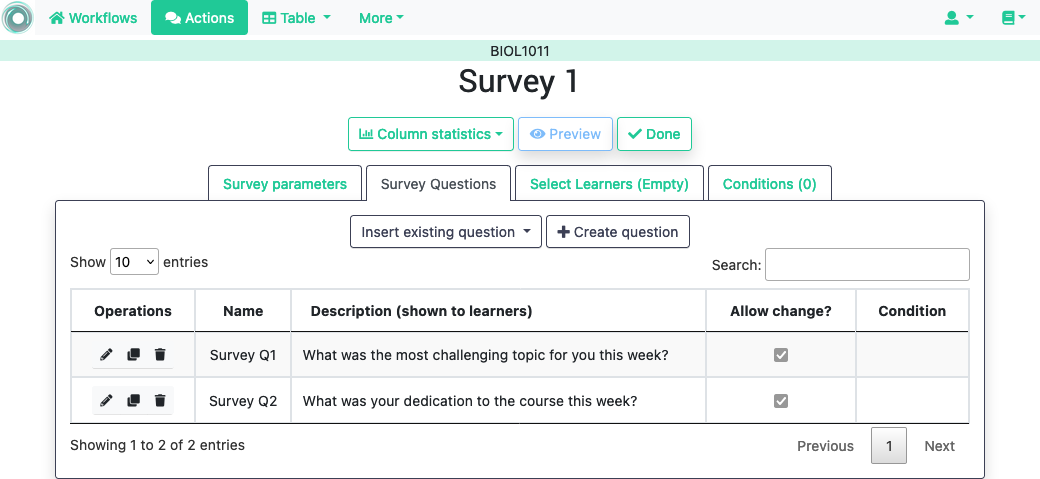 Workflows Actions Table More
BIOL1011
Survey 1
Column statistics Preview Done
Survey parameters Survey Questions Select Learners (Empty) Conditions (0)
Insert existing question Create question
Show 10 entries Search:
Operations Name Description (shown to learners) Allow change? Condition
Survey Q1 What was the most challenging topic for you this week?
Survey Q2 What was your dedication to the course this week?
Showing 1 to 2 of 2 entries Previous 1 Next